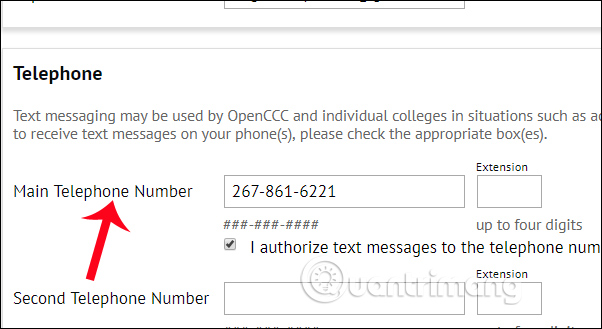 Telephone
Text messaging may be used by OpenCCC and individual colleges in situations such as
to receive text messages on your phone(s), please check the appropriate box(es).
Extension
Main Telephone Number
267-861-6221
###-###-####
up to four digits
I authorize text messages to the telephone num
Quantrimang
Extension
Second Telephone Number